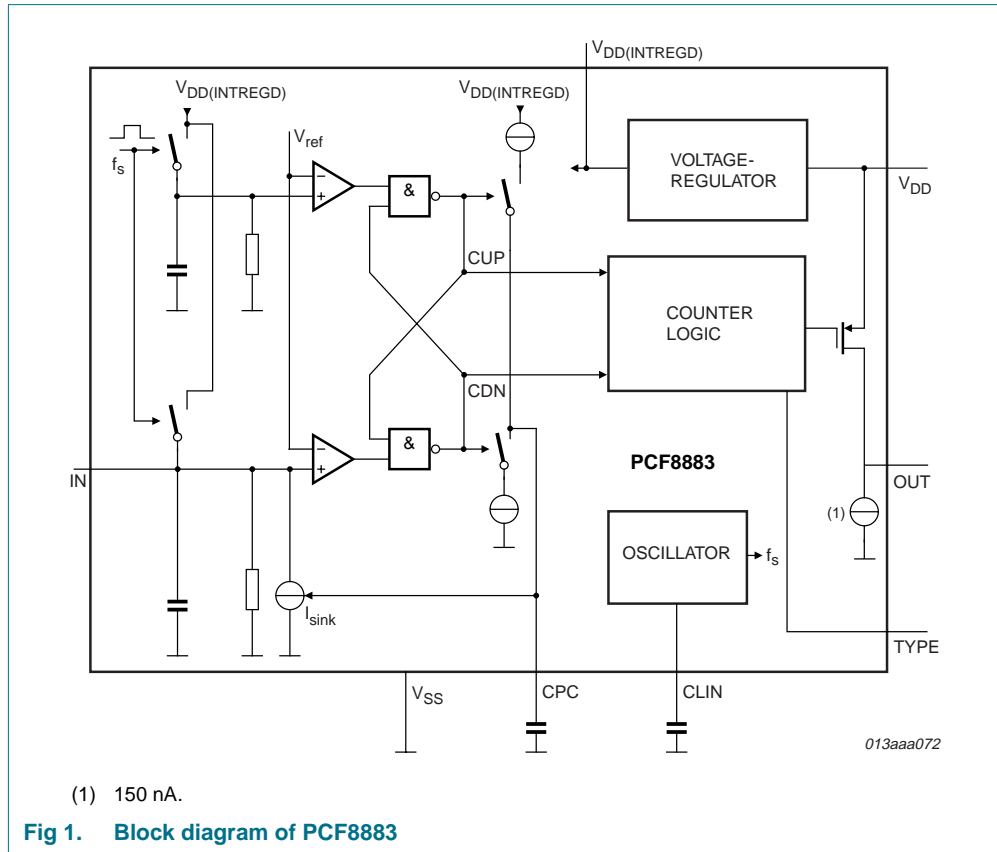 VDD(INTREGD)
VDD(INTREGD)
VDD(INTREGD)
fs
Vref
VOLTAGE-
REGULATOR
VDD
&
CUP
COUNTER
LOGIC
CDN
&
PCF8883
IN
OUT
(1)
OSCILLATOR
fs
Isink
TYPE
VSS
CPC
CLIN
013aaa072
(1) 150 nA.
Fig 1. Block diagram of PCF8883